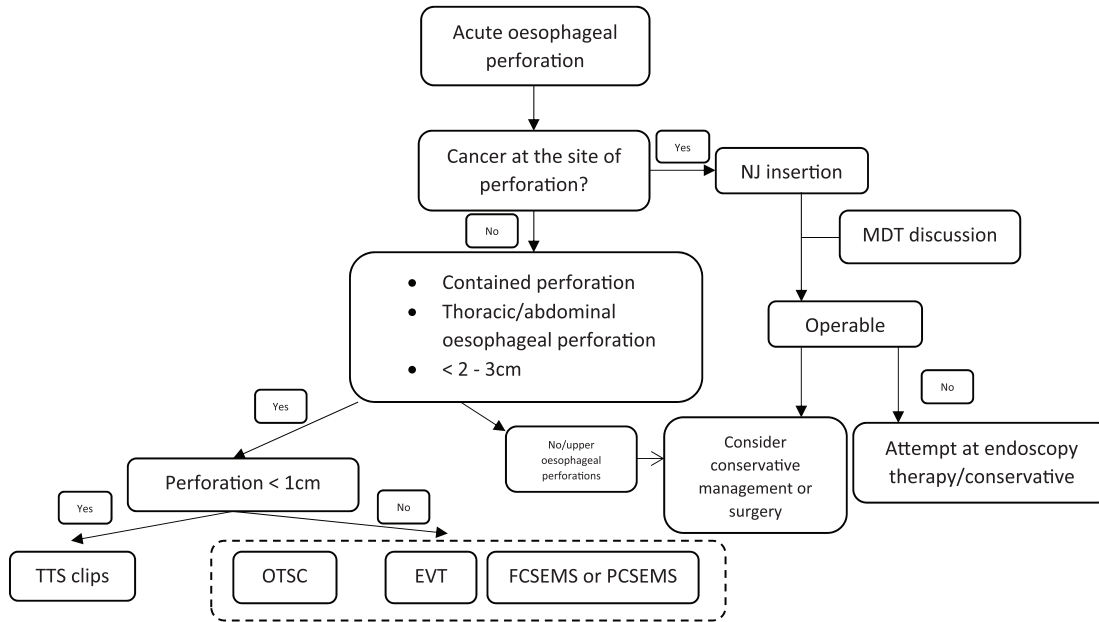 Acute oesophageal
perforation
Cancer at the site of
perforation?
Yes
NJ insertion
No
MDT discussion
• Contained perforation
• Thoracic/abdominal
oesophageal perforation
• < 2 - 3cm
Operable
Yes
No
No/upper
oesophageal
perforations
Consider
conservative
management or
surgery
Attempt at endoscopy
therapy/conservative
Perforation < 1cm
Yes
No
TTS clips
OTSC
EVT
FCSEMS or PCSEMS